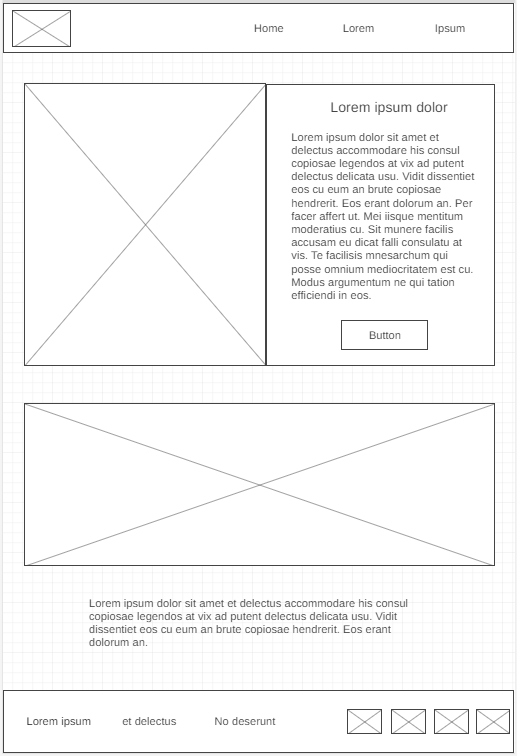 Home Lorem Ipsum
Lorem ipsum dolor
Lorem ipsum dolor sit amet et
delectus accommodare his consul
copiosae legendos at vix ad putent
delectus delicata usu. Vidit dissentiet
eos cu eum an brute copiosae
hendrerit. Eos erant dolorum an. Per
facer affert ut. Mei iisque mentitum
moderatius cu. Sit munere facilis
accusam eu dicat falli consulatu at
vis. Te facilisis mnesarchum qui
posse omnium mediocritatem est cu.
Modus argumentum ne qui tation
efficiendi in eos.
Button
Lorem ipsum dolor sit amet et delectus accommodare his consul
copiosae legendos at vix ad putent delectus delicata usu. Vidit
dissentiet eos cu eum an brute copiosae hendrerit. Eos erant
dolorum an.
Lorem ipsum et delectus No deserunt